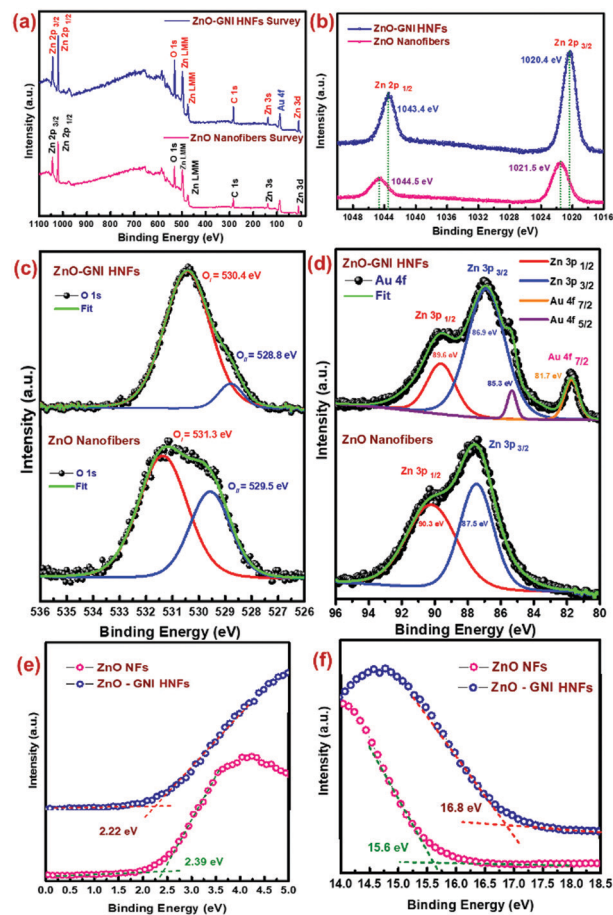 (a)
ZnO-GNI HNFs Survey
Zn 2p 3/2
Zn 2p 1/2
O 1s
Zn LMM
Zn LMM
C 1s
Zn 3s
Au 4f
Zn 3d
ZnO Nanofibers Survey
Zn 2p 3/2
Zn 2p 1/2
O 1s
Zn LMM
Zn LMM
C 1s
Zn 3s
Zn 3d
Intensity (a.u.)
1100 1000 900 800 700 600 500 400 300 200 100 0
Binding Energy (eV)
(b)
ZnO-GNI HNFs
ZnO Nanofibers
Zn 2p 3/2
1020.4 eV
Zn 2p 1/2
1043.4 eV
1021.5 eV
1044.5 eV
Intensity (a.u.)
1048 1044 1040 1036 1032 1028 1024 1020 1016
Binding Energy (eV)
(c)
ZnO-GNI HNFs
O 1s
Fit
OI 530.4 eV
OII 528.8 eV
ZnO Nanofibers
O 1s
Fit
OI 531.3 eV
OII 529.5 eV
Intensity (a.u.)
536 535 534 533 532 531 530 529 528 527 526
Binding Energy (eV)
(d)
ZnO-GNI HNFs
Au 4f
Fit
Zn 3p 3/2
Zn 3p 1/2
Zn 3p 3/2
Au 4f 7/2
Au 4f 5/2
Zn 3p 1/2
86.9 eV
89.6 eV
85.3 eV
Au 4f 7/2
81.7 eV
ZnO Nanofibers
Zn 3p 1/2
Zn 3p 3/2
90.3 eV
87.5 eV
Intensity (a.u.)
96 94 92 90 88 86 84 82 80
Binding Energy (eV)
(e)
ZnO NFs
ZnO - GNI HNFs
2.22 eV
2.39 eV
Intensity (a.u.)
0.0 0.5 1.0 1.5 2.0 2.5 3.0 3.5 4.0 4.5 5.0
Binding Energy (eV)
(f)
ZnO NFs
ZnO - GNI HNFs
16.8 eV
15.6 eV
Intensity (a.u.)
14.0 14.5 15.0 15.5 16.0 16.5 17.0 17.5 18.0 18.5
Binding Energy (eV)